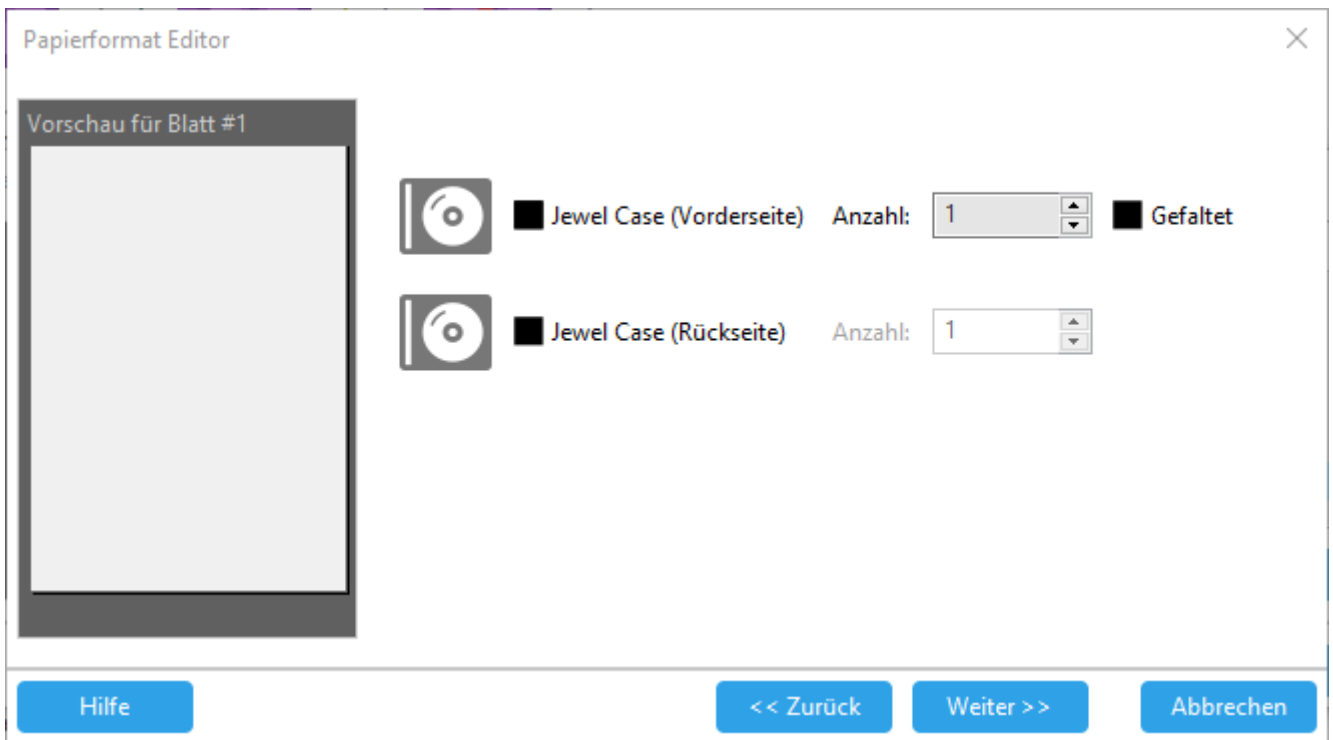 Papierformat Editor
Vorschau für Blatt #1
Jewel Case (Vorderseite) Anzahl: 1 Gefaltet
Jewel Case (Rückseite) Anzahl: 1
Hilfe << Zurück Weiter >> Abbrechen